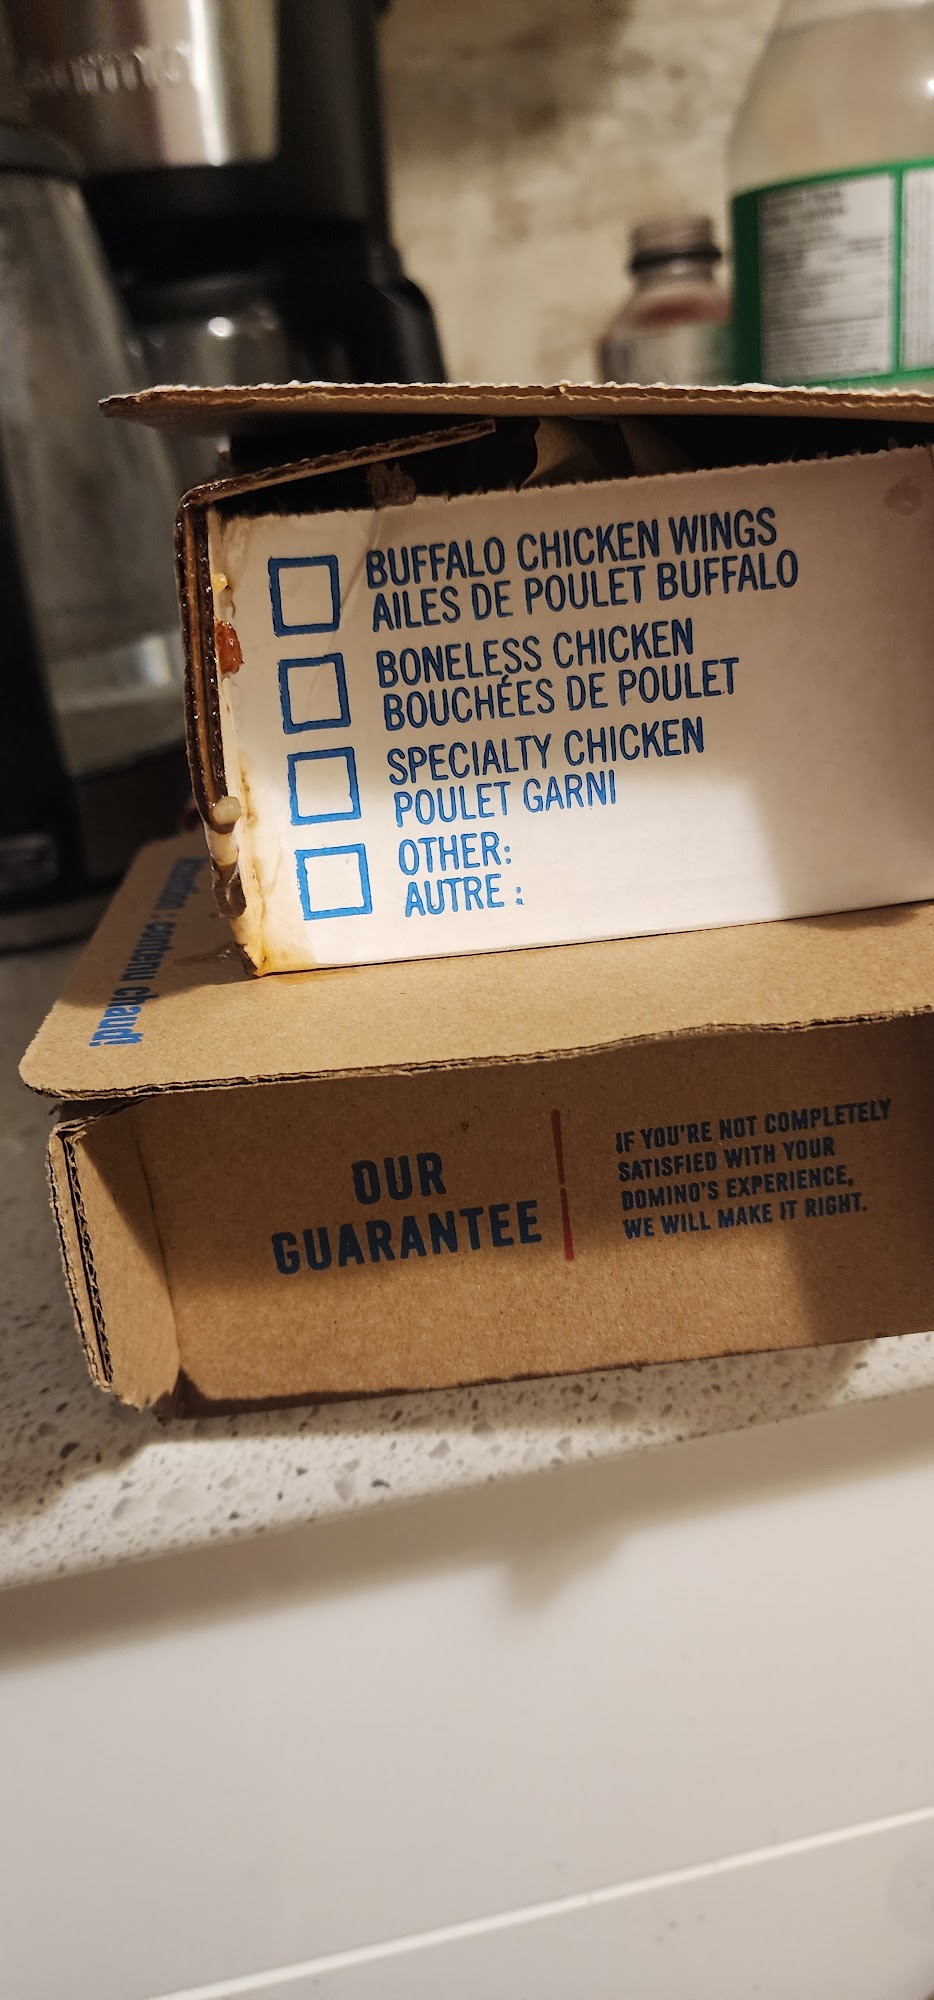 BUFFALO CHICKEN WINGS
AILES DE POULET BUFFALO
BONELESS CHICKEN
BOUCHÉES DE POULET
SPECIALTY CHICKEN
POULET GARNI
OTHER:
AUTRE :
contenu chaud!
OUR
GUARANTEE
IF YOU'RE NOT COMPLETELY
SATISFIED WITH YOUR
DOMINO'S EXPERIENCE,
WE WILL MAKE IT RIGHT.